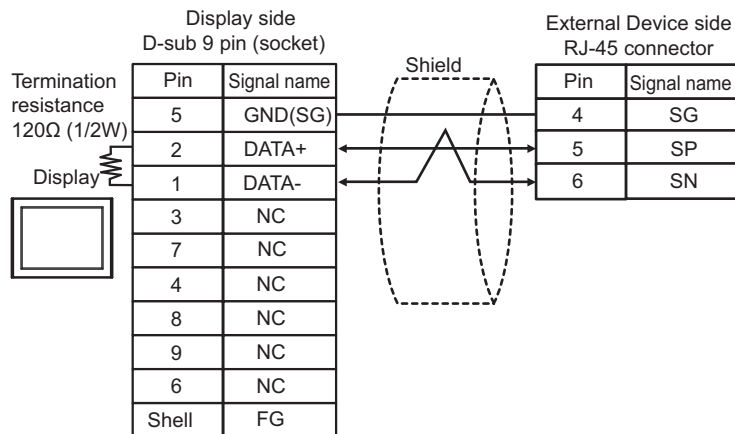 Display side
D-sub 9 pin (socket)
External Device side
RJ-45 connector
Termination
resistance
120Ω (1/2W)
Display
Shield
Pin Signal name
5 GND(SG)
2 DATA+
1 DATA-
3 NC
7 NC
4 NC
8 NC
9 NC
6 NC
Shell FG
Pin Signal name
4 SG
5 SP
6 SN